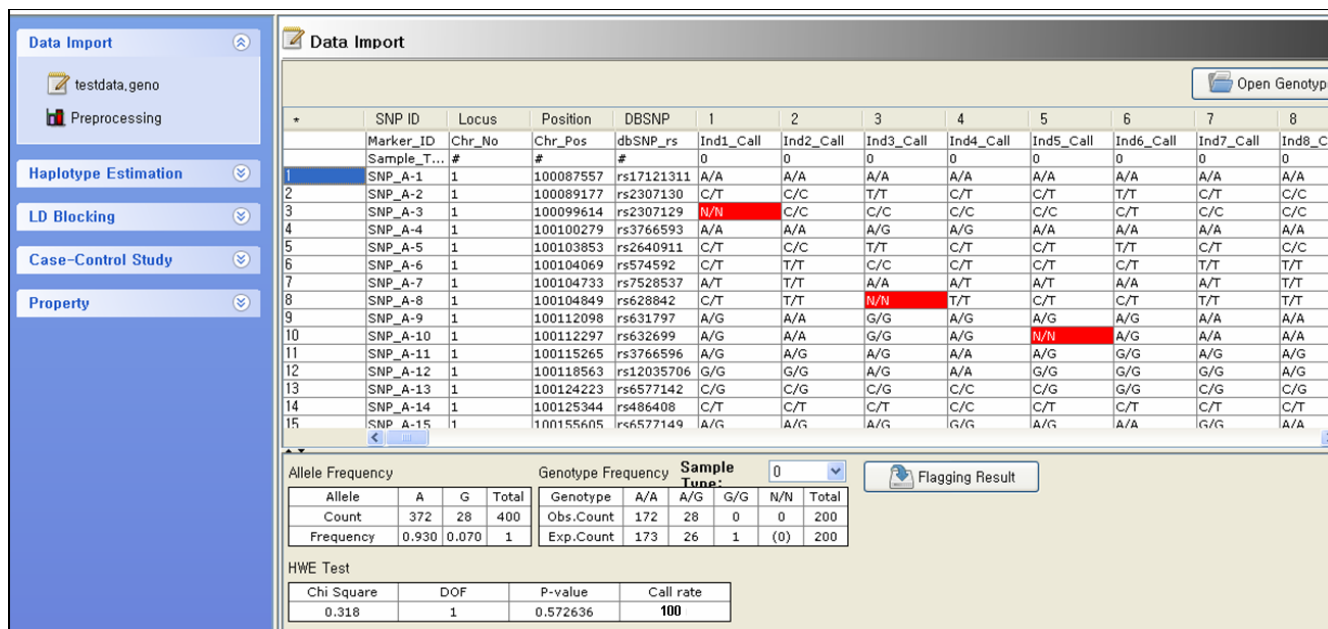 Data Import
testdata.geno
Preprocessing
Haplotype Estimation
LD Blocking
Case-Control Study
Property
Data Import
Open Genotyp
* SNP ID Locus Position DBSNP 1 2 3 4 5 6 7 8
Marker_ID Chr_No Chr_Pos dbSNP_rs Ind1_Call Ind2_Call Ind3_Call Ind4_Call Ind5_Call Ind6_Call Ind7_Call Ind8_C
Sample_T... # # # 0 0 0 0 0 0 0 0
1 SNP_A-1 1 100087557 rs17121311 A/A A/A A/A A/A A/A A/A A/A A/A
2 SNP_A-2 1 100089177 rs2307130 C/T C/C T/T C/T C/T T/T C/T C/C
3 SNP_A-3 1 100099614 rs2307129 N/N C/C C/C C/C C/C C/T C/C C/C
4 SNP_A-4 1 100100279 rs3766593 A/A A/A A/G A/G A/A A/A A/A A/A
5 SNP_A-5 1 100103853 rs2640911 C/T C/C T/T C/T C/T T/T C/T C/C
6 SNP_A-6 1 100104069 rs574592 C/T T/T C/C C/T C/T C/T T/T T/T
7 SNP_A-7 1 100104733 rs7528537 A/T T/T A/A A/T A/T A/A A/T T/T
8 SNP_A-8 1 100104849 rs628842 C/T T/T N/N T/T C/T C/T T/T T/T
9 SNP_A-9 1 100112098 rs631797 A/G A/A G/G A/G A/G A/G A/A A/A
10 SNP_A-10 1 100112297 rs632699 A/G A/A G/G A/G N/N A/G A/A A/A
11 SNP_A-11 1 100115265 rs3766596 A/G A/G A/G A/A A/G G/G A/G A/G
12 SNP_A-12 1 100118563 rs12035706 G/G G/G A/G A/A G/G G/G G/G A/G
13 SNP_A-13 1 100124223 rs6577142 C/G C/G C/G C/C C/G G/G C/G C/G
14 SNP_A-14 1 100125344 rs486408 C/T C/T C/T C/C C/T C/T C/T C/T
15 SNP_A-15 1 100155605 rs6577149 A/G A/G A/G G/G A/G A/A G/G A/A
Allele Frequency
Allele A G Total
Count 372 28 400
Frequency 0.930 0.070 1
Genotype Frequency Sample Type: 0
Flagging Result
Genotype A/A A/G G/G N/N Total
Obs.Count 172 28 0 0 200
Exp.Count 173 26 1 (0) 200
HWE Test
Chi Square DOF P-value Call rate
0.318 1 0.572636 100